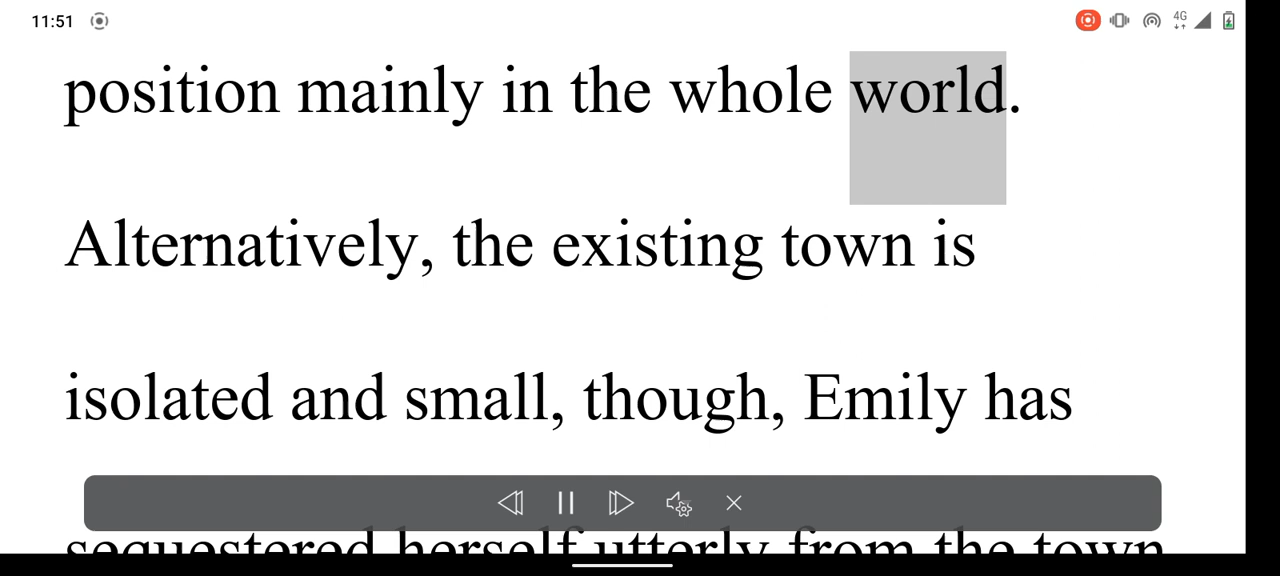 11:51
4G
position mainly in the whole world.
Alternatively, the existing town is
isolated and small, though, Emily has
sequestered herself utterly from the town